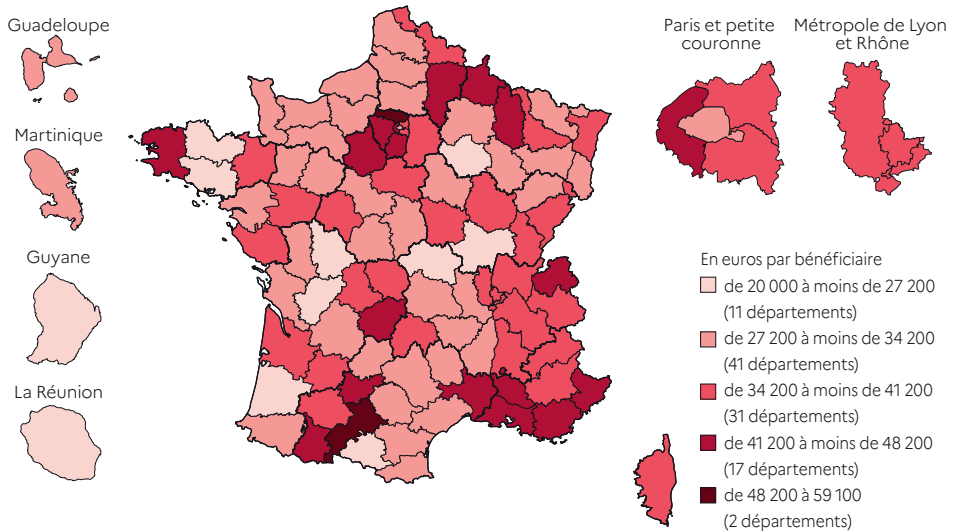 Guadeloupe
Martinique
Guyane
La Réunion
Paris et petite
couronne
Métropole de Lyon
et Rhône
En euros par bénéficiaire
de 20 000 à moins de 27 200
(11 départements)
de 27 200 à moins de 34 200
(41 départements)
de 34 200 à moins de 41 200
(31 départements)
de 41 200 à moins de 48 200
(17 départements)
de 48 200 à 59 100
(2 départements)